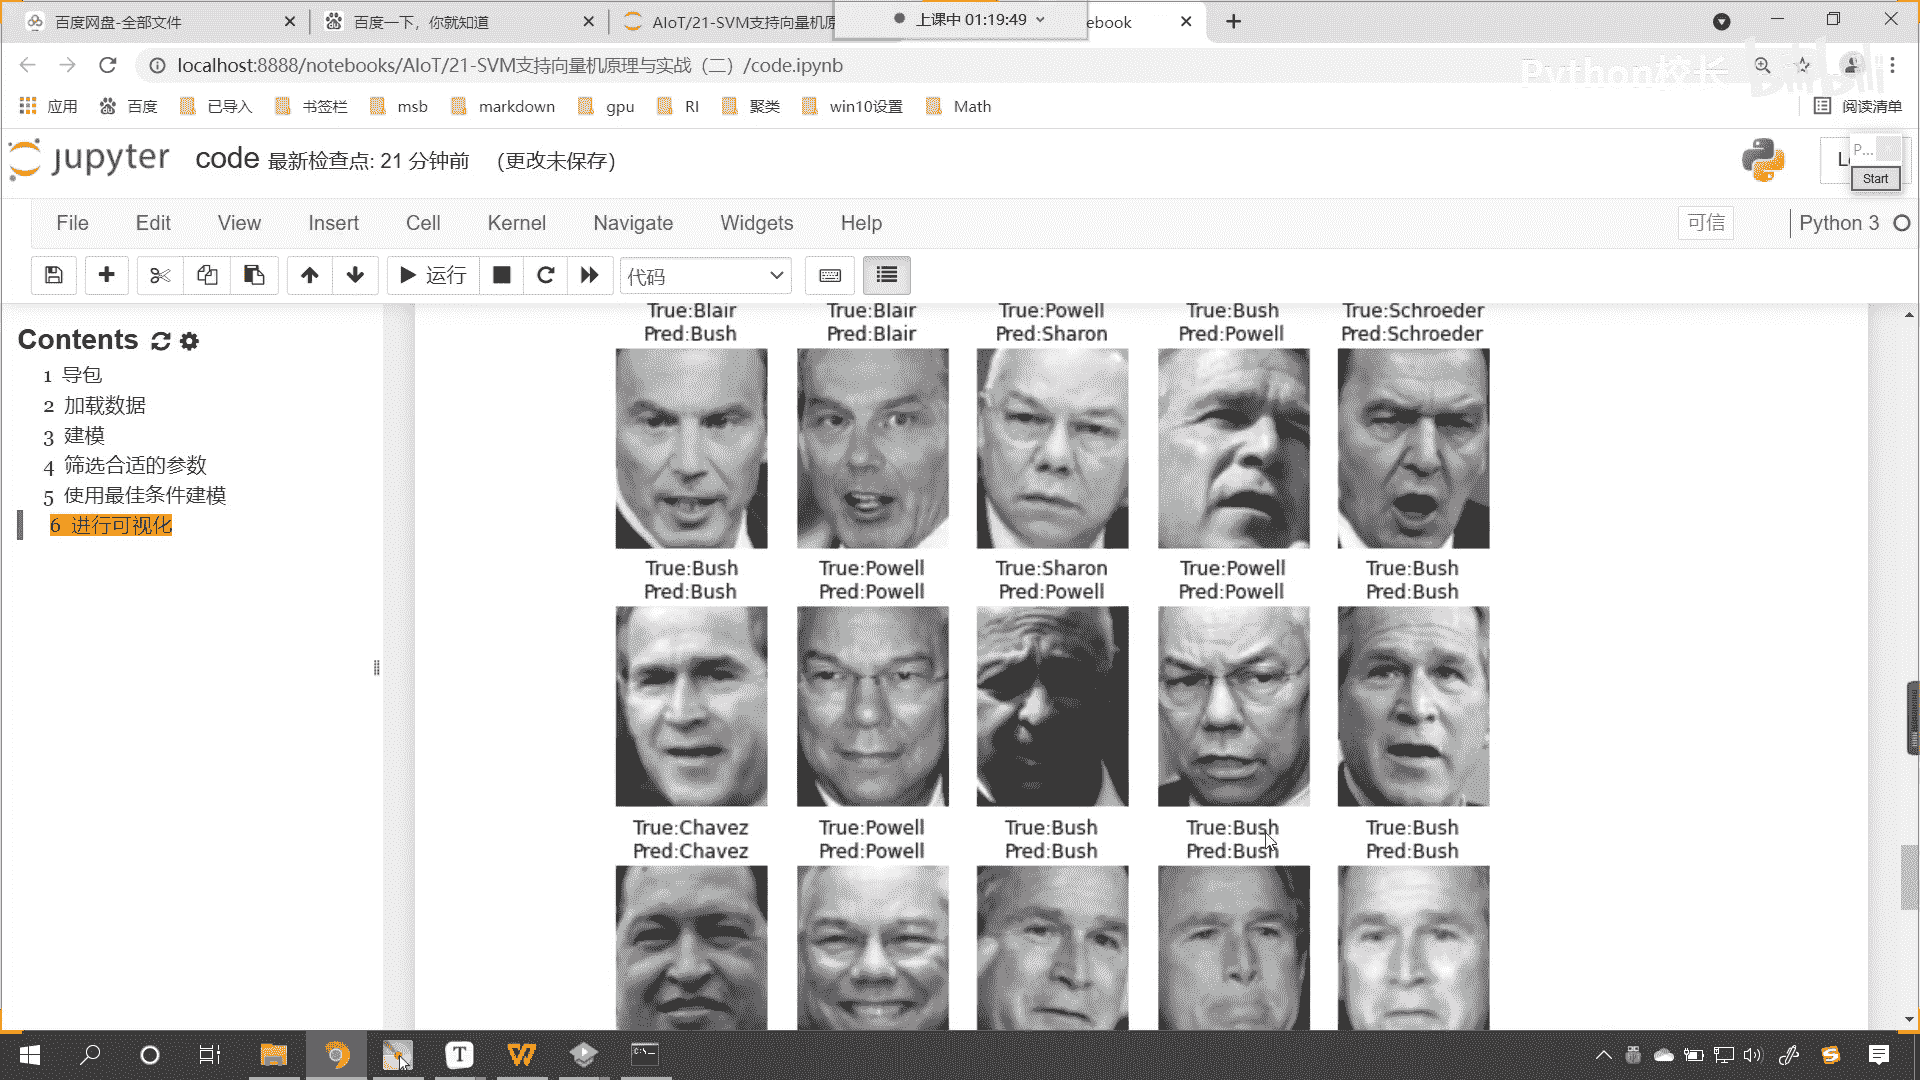 百度网盘-全部文件
百度一下，你就知道
AIoT/21-SVM支持向量机原
上课中 01:19:49
ebook
localhost:8888/notebooks/AIoT/21-SVM支持向量机原理与实战（二）/code.ipynb
Python校长
bilibili
应用 百度 已导入 书签栏 msb markdown gpu RI 聚类 win10设置 Math 阅读清单
jupyter code 最新检查点: 21 分钟前 (更改未保存)
P...
Start
File Edit View Insert Cell Kernel Navigate Widgets Help 可信 Python 3
运行 代码
Contents
1 导包
2 加载数据
3 建模
4 筛选合适的参数
5 使用最佳条件建模
6 进行可视化
True:Blair True:Blair True:Powell True:Bush True:Schroeder
Pred:Bush Pred:Blair Pred:Sharon Pred:Powell Pred:Schroeder
True:Bush True:Powell True:Sharon True:Powell True:Bush
Pred:Bush Pred:Powell Pred:Powell Pred:Powell Pred:Bush
True:Chavez True:Powell True:Bush True:Bush True:Bush
Pred:Chavez Pred:Powell Pred:Bush Pred:Bush Pred:Bush